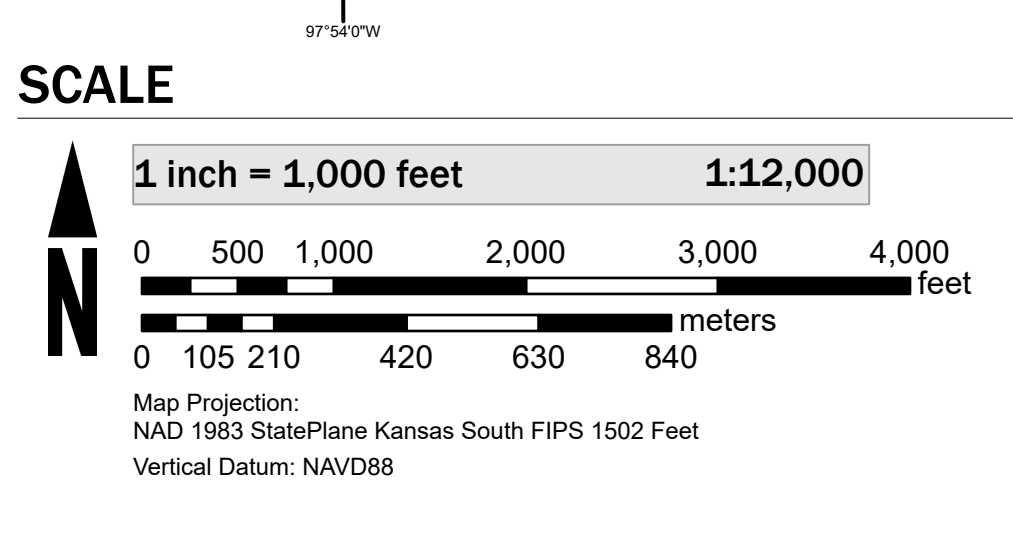 97°54'0"W
SCALE
1 inch = 1,000 feet 1:12,000
0 500 1,000 2,000 3,000 4,000
feet
meters
0 105 210 420 630 840
N
Map Projection:
NAD 1983 StatePlane Kansas South FIPS 1502 Feet
Vertical Datum: NAVD88